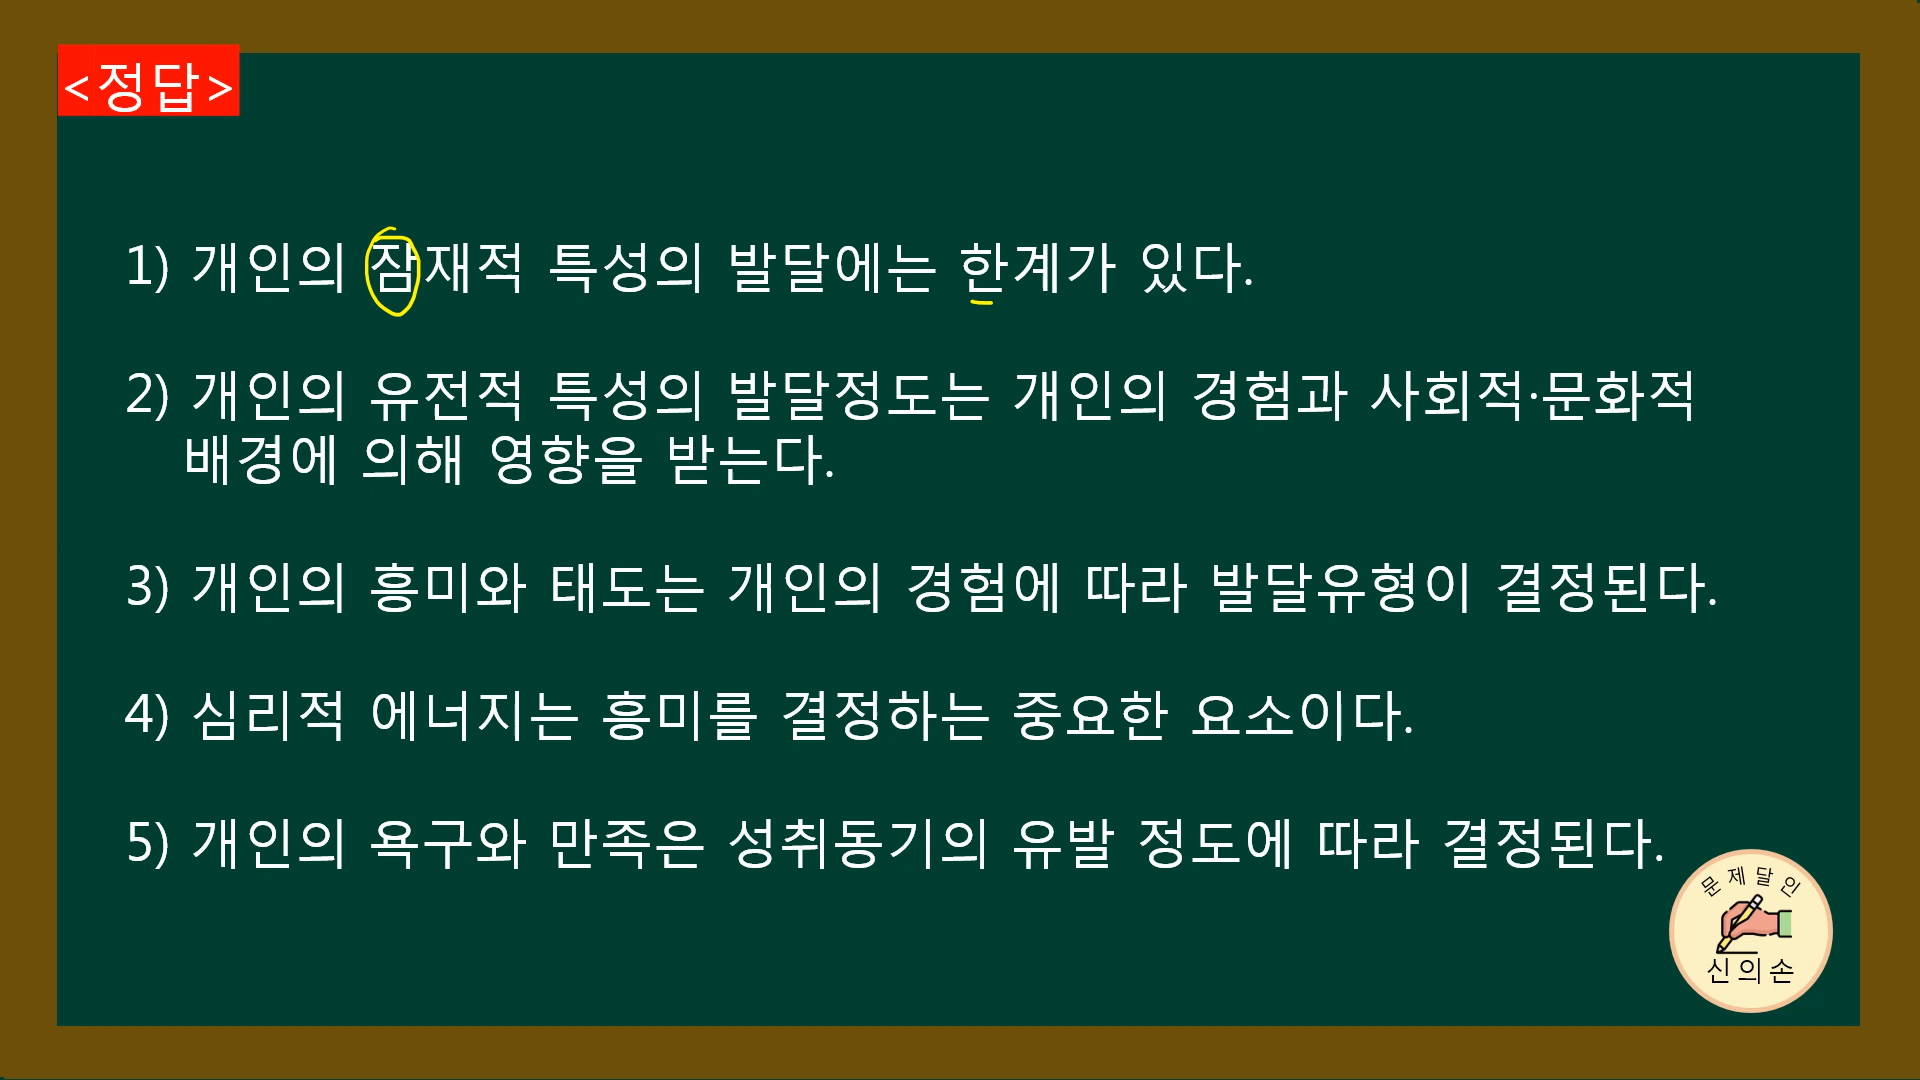 <정답>
1) 개인의 잠재적 특성의 발달에는 한계가 있다.
2) 개인의 유전적 특성의 발달정도는 개인의 경험과 사회적·문화적
배경에 의해 영향을 받는다.
3) 개인의 흥미와 태도는 개인의 경험에 따라 발달유형이 결정된다.
4) 심리적 에너지는 흥미를 결정하는 중요한 요소이다.
5) 개인의 욕구와 만족은 성취동기의 유발 정도에 따라 결정된다.
문제달인
신의손